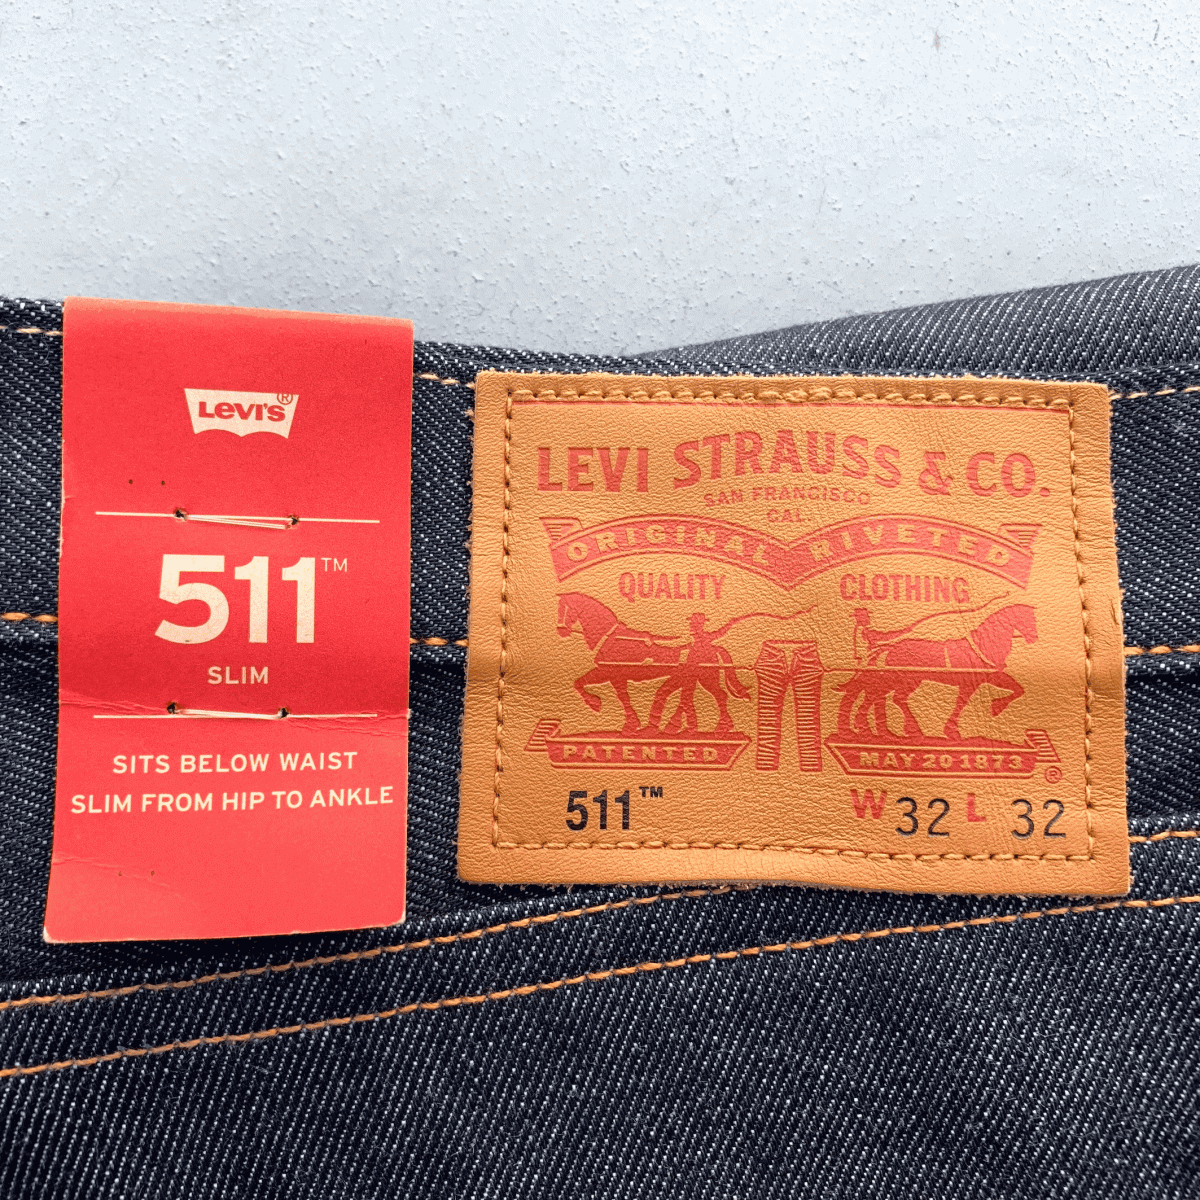 LEVI'S®
511™
SLIM
SITS BELOW WAIST
SLIM FROM HIP TO ANKLE
LEVI STRAUSS & CO.
SAN FRANCISCO
CAL.
ORIGINAL RIVETED
QUALITY CLOTHING
PATENTED MAY 20 1873 ®
511™ W 32 L 32